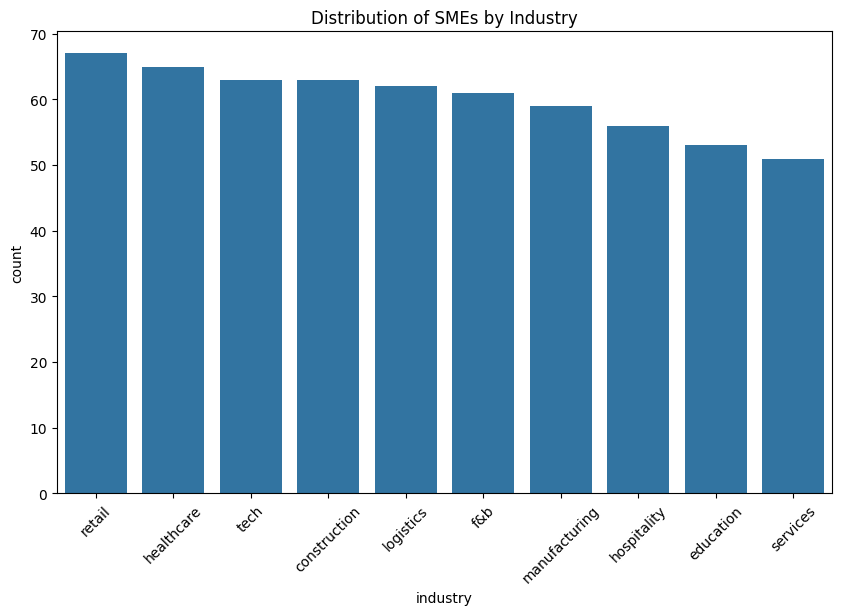 Distribution of SMEs by Industry
count
70
60
50
40
30
20
10
0
retail
healthcare
tech
construction
logistics
f&b
manufacturing
hospitality
education
services
industry